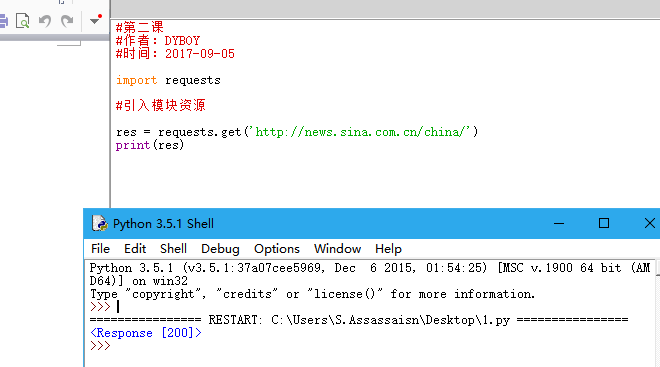 #第二课
#作者：DYBOY
#时间：2017-09-05
import requests
#引入模块资源
res = requests.get('http://news.sina.com.cn/china/')
print(res)
Python 3.5.1 Shell
File Edit Shell Debug Options Window Help
Python 3.5.1 (v3.5.1:37a07cee5969, Dec  6 2015, 01:54:25) [MSC v.1900 64 bit (AM
D64)] on win32
Type "copyright", "credits" or "license()" for more information.
>>>
================ RESTART: C:\Users\S.Assassaisn\Desktop\1.py ================
<Response [200]>
>>>